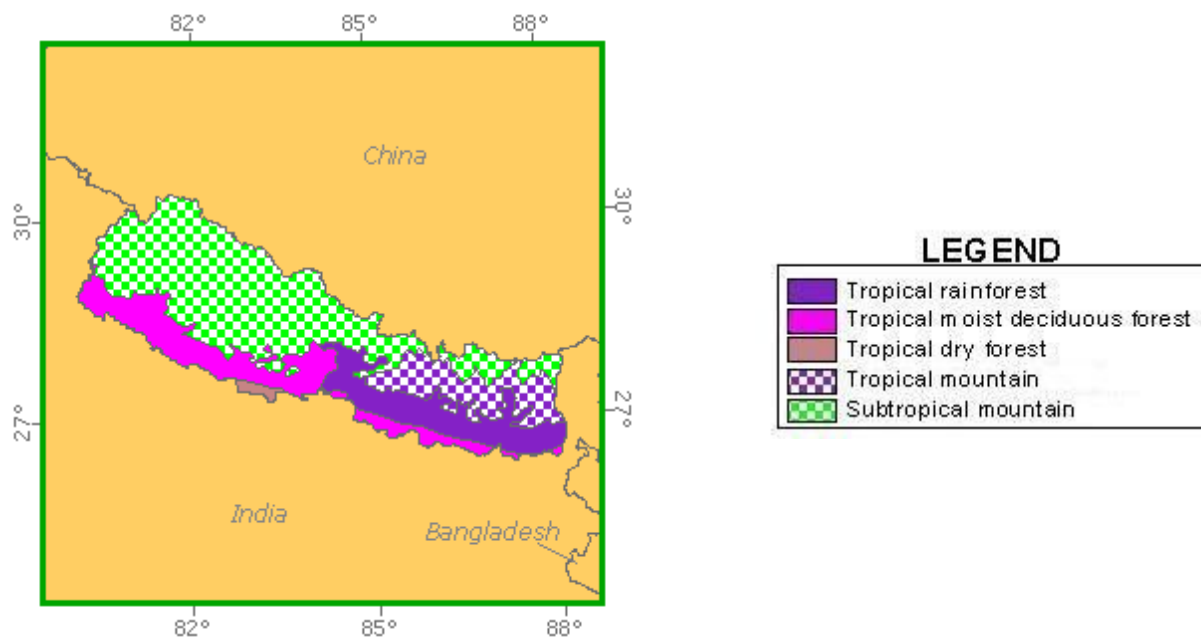 82° 85° 88°
China
30° 30°
27° 27°
India
Bangladesh
82° 85° 88°
LEGEND
Tropical rainforest
Tropical moist deciduous forest
Tropical dry forest
Tropical mountain
Subtropical mountain